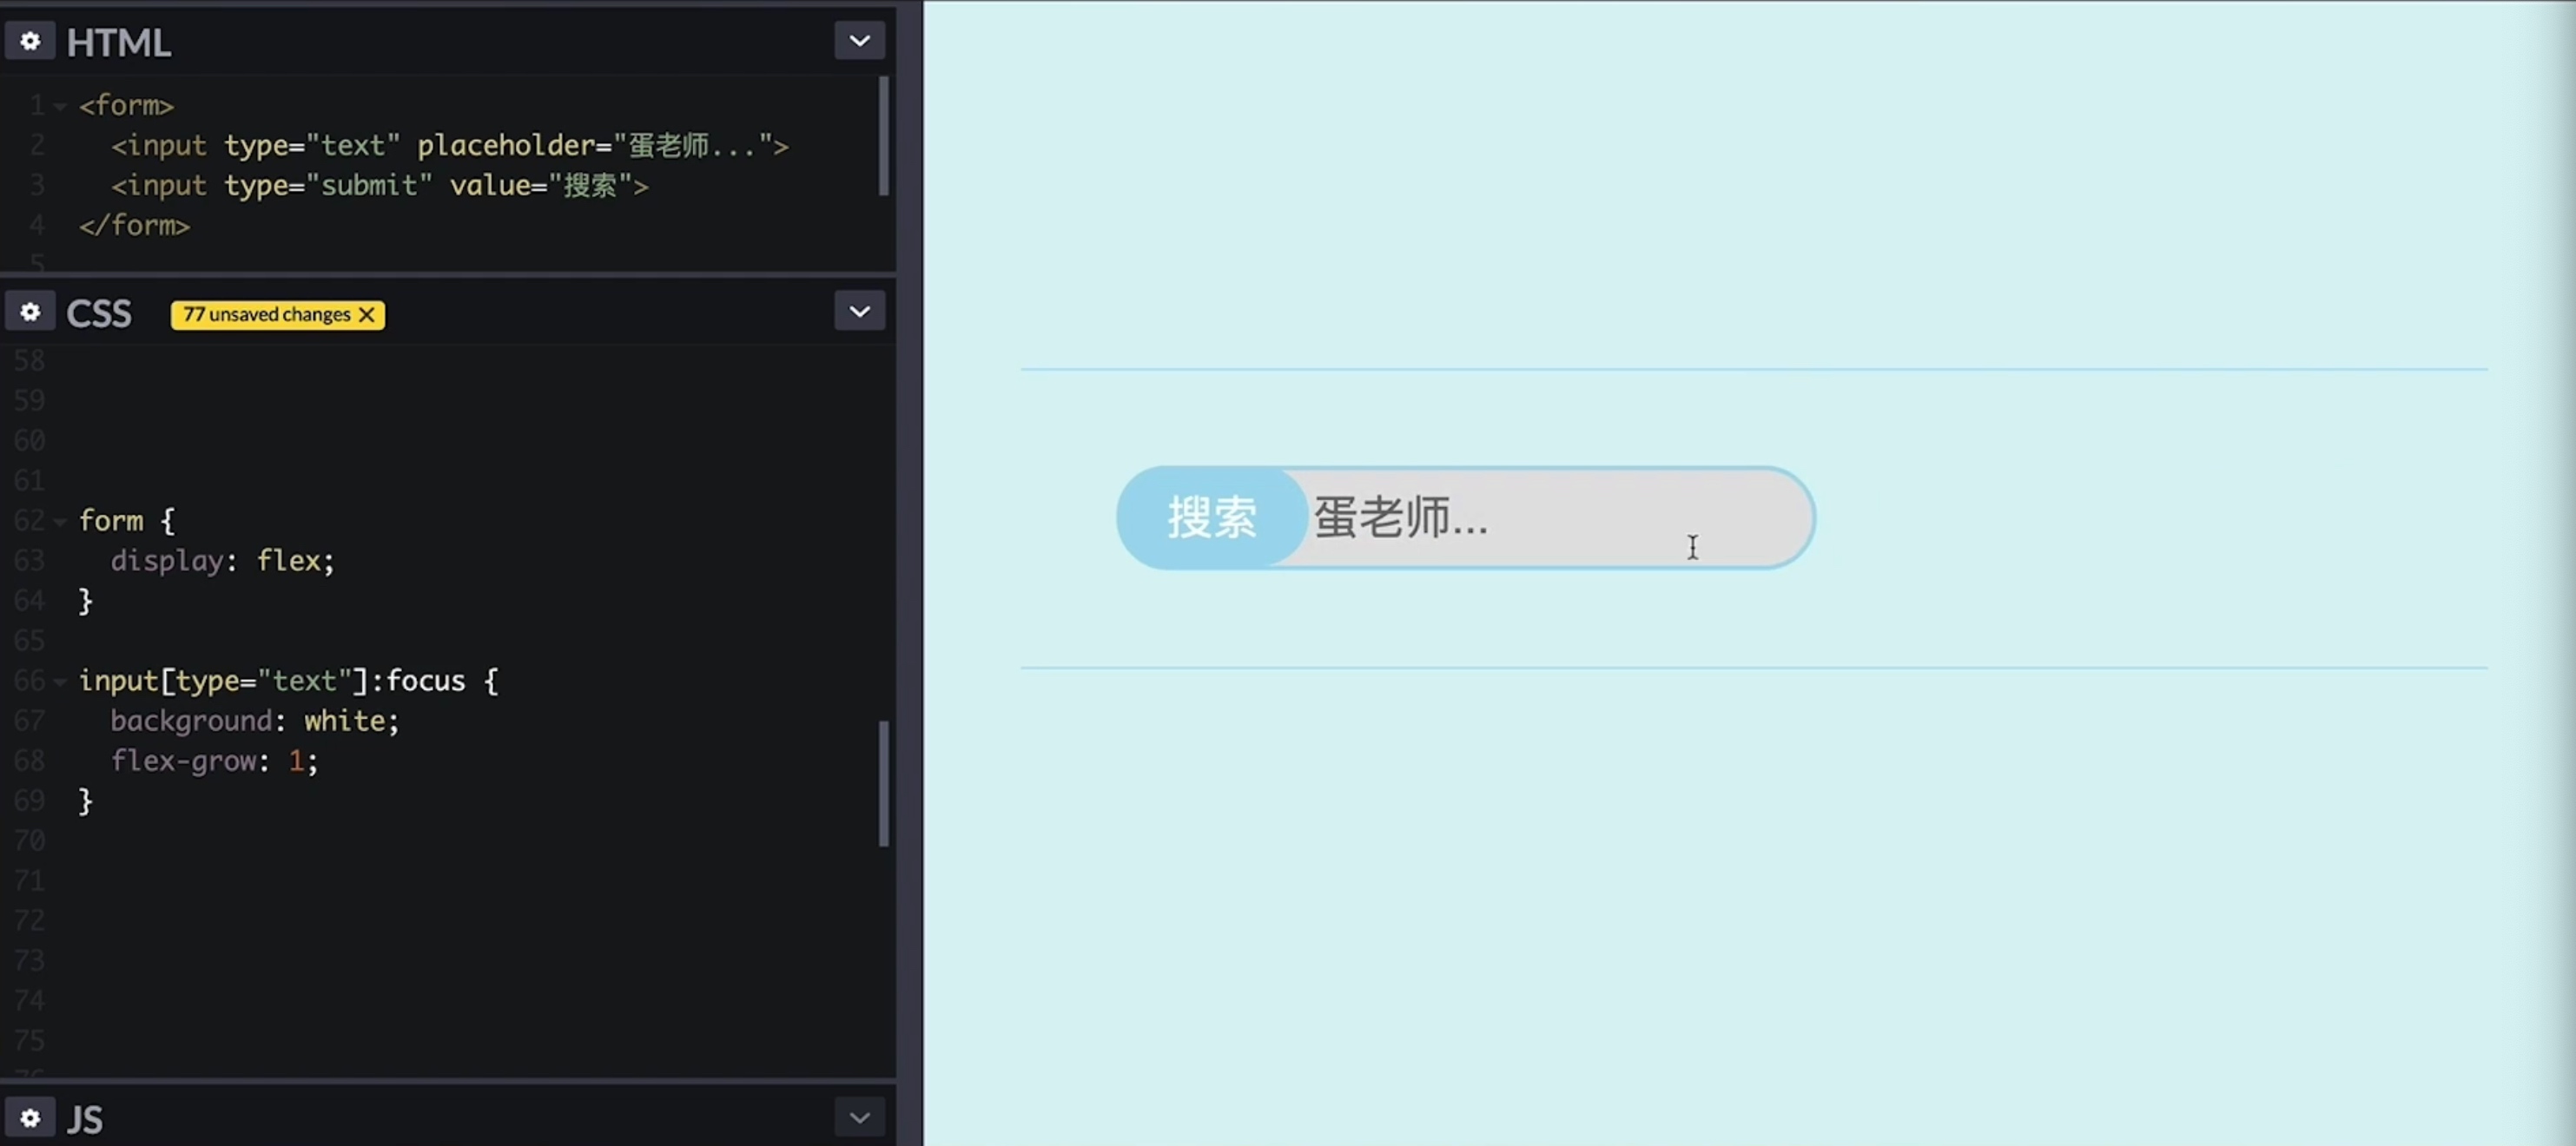 HTML
1 <form>
2 <input type="text" placeholder="蛋老师...">
3 <input type="submit" value="搜索">
4 </form>
5
CSS 77 unsaved changes
58
59
60
61
62 form {
63 display: flex;
64 }
65
66 input[type="text"]:focus {
67 background: white;
68 flex-grow: 1;
69 }
70
71
72
73
74
75
76
JS
搜索 蛋老师...